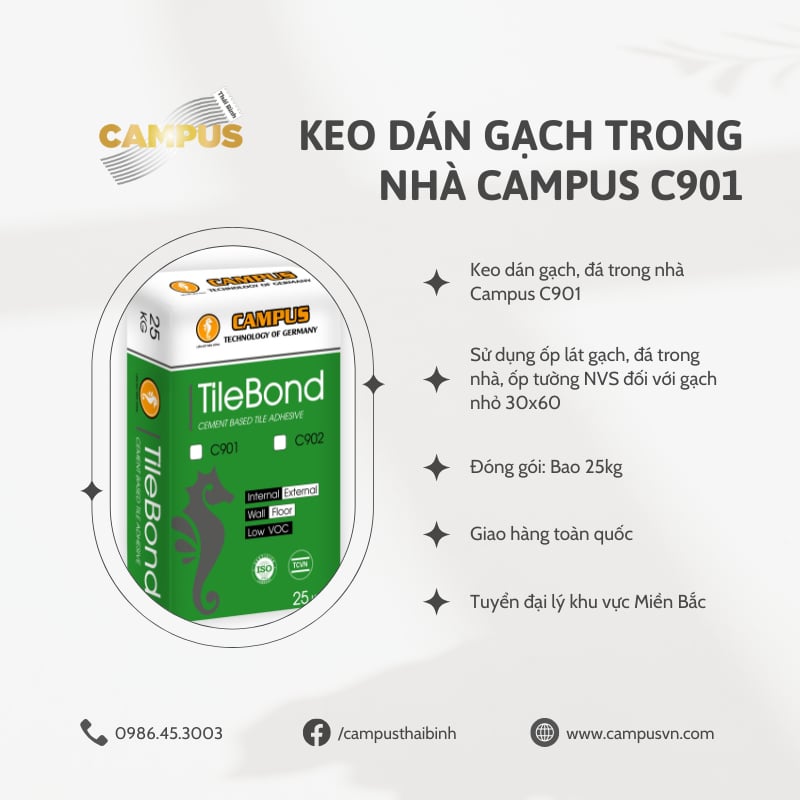 Thái Bình
CAMPUS
KEO DÁN GẠCH TRONG
NHÀ CAMPUS C901
CAMPUS
TECHNOLOGY OF GERMANY
25
KG
CAMPUS
TECHNOLOGY OF GERMANY
TileBond
CEMENT BASED TILE ADHESIVE
C901
C902
Internal External
Wall Floor
Low VOC
ISO
TCVN
25
TileBond
CEMENT BASED TILE ADHESIVE
Keo dán gạch, đá trong nhà
Campus C901
Sử dụng ốp lát gạch, đá trong
nhà, ốp tường NVS đối với gạch
nhỏ 30x60
Đóng gói: Bao 25kg
Giao hàng toàn quốc
Tuyển đại lý khu vực Miền Bắc
0986.45.3003
/campusthaibinh
www.campusvn.com